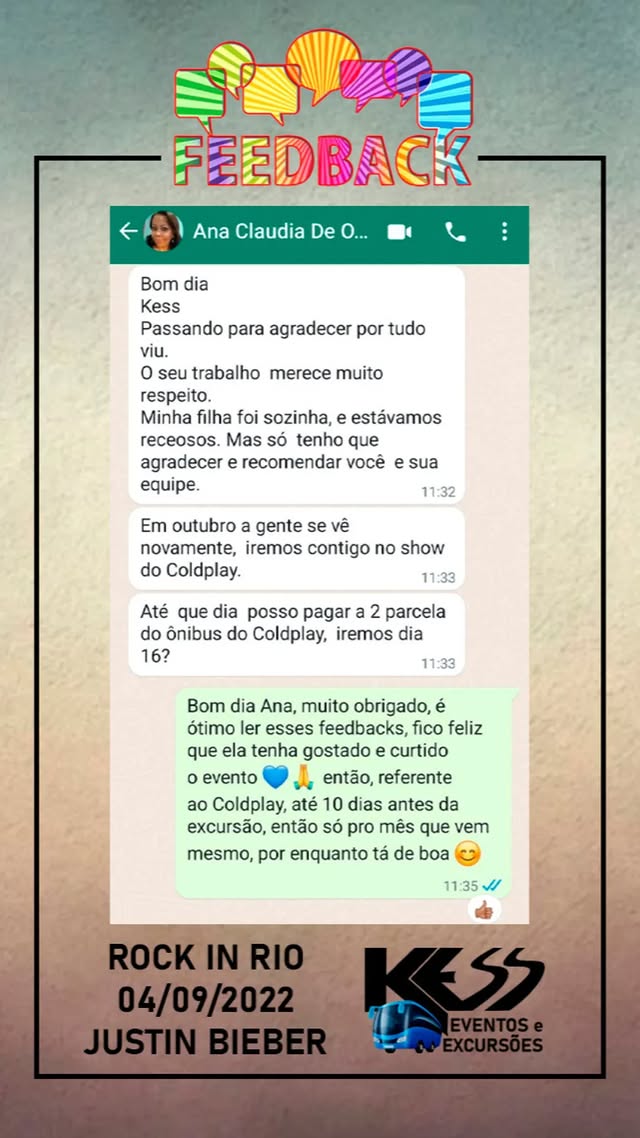 FEEDBACK
Ana Claudia De O...
Bom dia
Kess
Passando para agradecer por tudo
viu.
O seu trabalho merece muito
respeito.
Minha filha foi sozinha, e estávamos
receosos. Mas só tenho que
agradecer e recomendar você e sua
equipe.
11:32
Em outubro a gente se vê
novamente, iremos contigo no show
do Coldplay.
11:33
Até que dia posso pagar a 2 parcela
do ônibus do Coldplay, iremos dia
16?
11:33
Bom dia Ana, muito obrigado, é
ótimo ler esses feedbacks, fico feliz
que ela tenha gostado e curtido
o evento 💙🙏 então, referente
ao Coldplay, até 10 dias antes da
excursão, então só pro mês que vem
mesmo, por enquanto tá de boa 😊
11:35
ROCK IN RIO
04/09/2022
JUSTIN BIEBER
KESS
EVENTOS e
EXCURSÕES